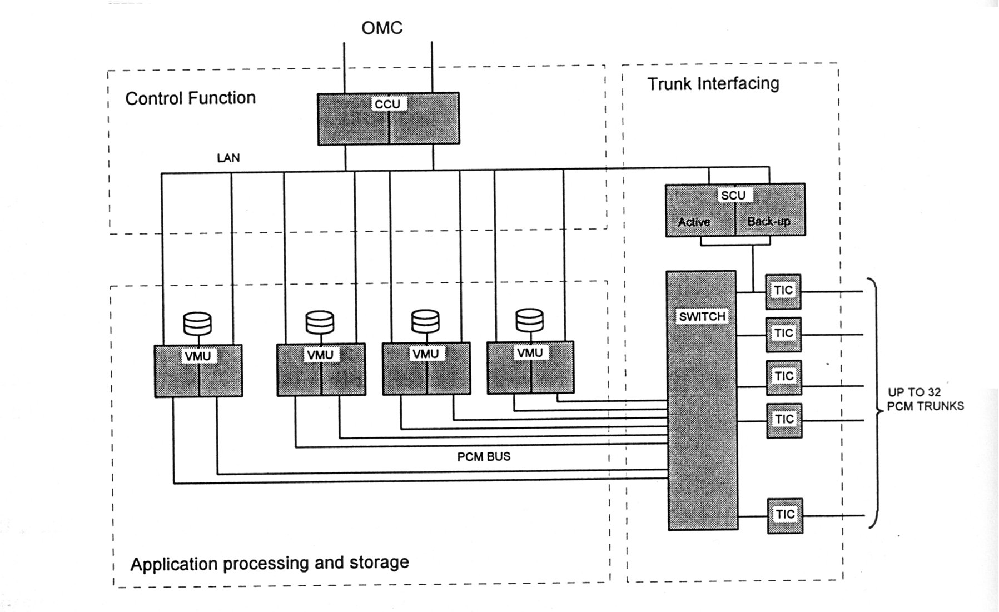 OMC
Control Function
Trunk Interfacing
CCU
LAN
SCU
Active
Back-up
TIC
SWITCH
TIC
VMU
VMU
VMU
VMU
TIC
UP TO 32
PCM TRUNKS
TIC
PCM BUS
TIC
Application processing and storage